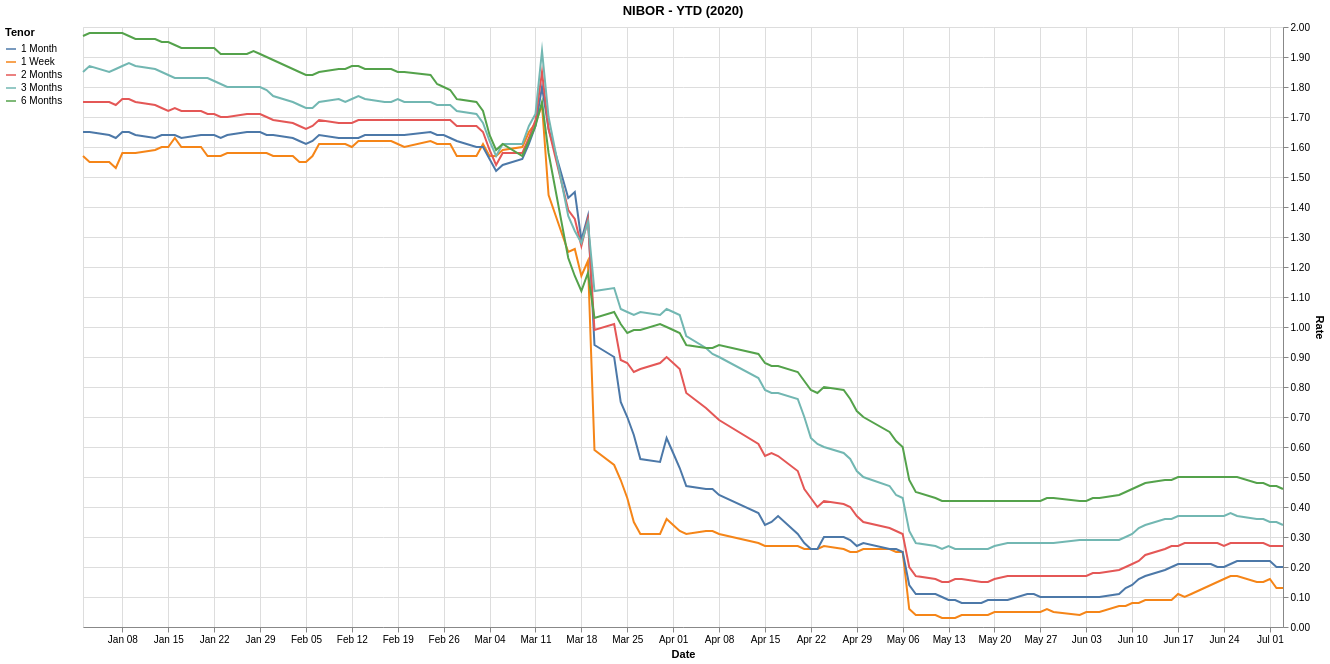 NIBOR - YTD (2020)
Tenor
1 Month
1 Week
2 Months
3 Months
6 Months
2.00
1.90
1.80
1.70
1.60
1.50
1.40
1.30
1.20
1.10
1.00
0.90
0.80
0.70
0.60
0.50
0.40
0.30
0.20
0.10
0.00
Rate
Jan 08 Jan 15 Jan 22 Jan 29 Feb 05 Feb 12 Feb 19 Feb 26 Mar 04 Mar 11 Mar 18 Mar 25 Apr 01 Apr 08 Apr 15 Apr 22 Apr 29 May 06 May 13 May 20 May 27 Jun 03 Jun 10 Jun 17 Jun 24 Jul 01
Date